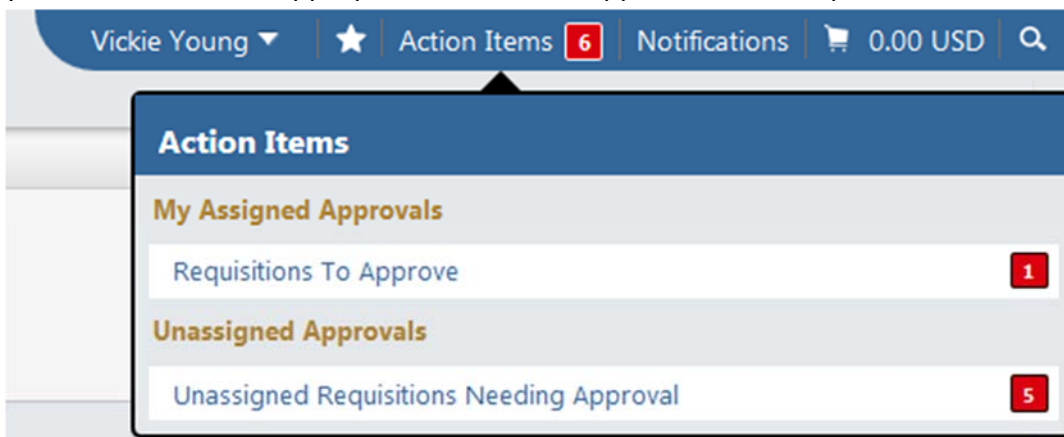 Vickie Young Action Items 6 Notifications 0.00 USD
Action Items
My Assigned Approvals
Requisitions To Approve 1
Unassigned Approvals
Unassigned Requisitions Needing Approval 5